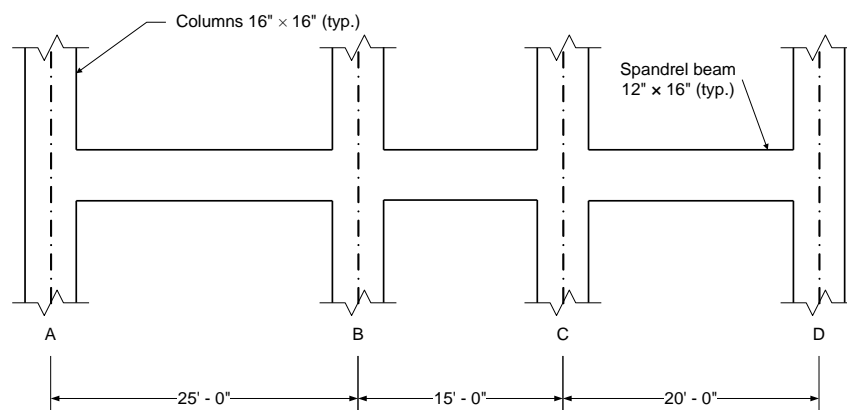 Columns 16" × 16" (typ.)
Spandrel beam
12" × 16" (typ.)
A
B
C
D
25' - 0"
15' - 0"
20' - 0"